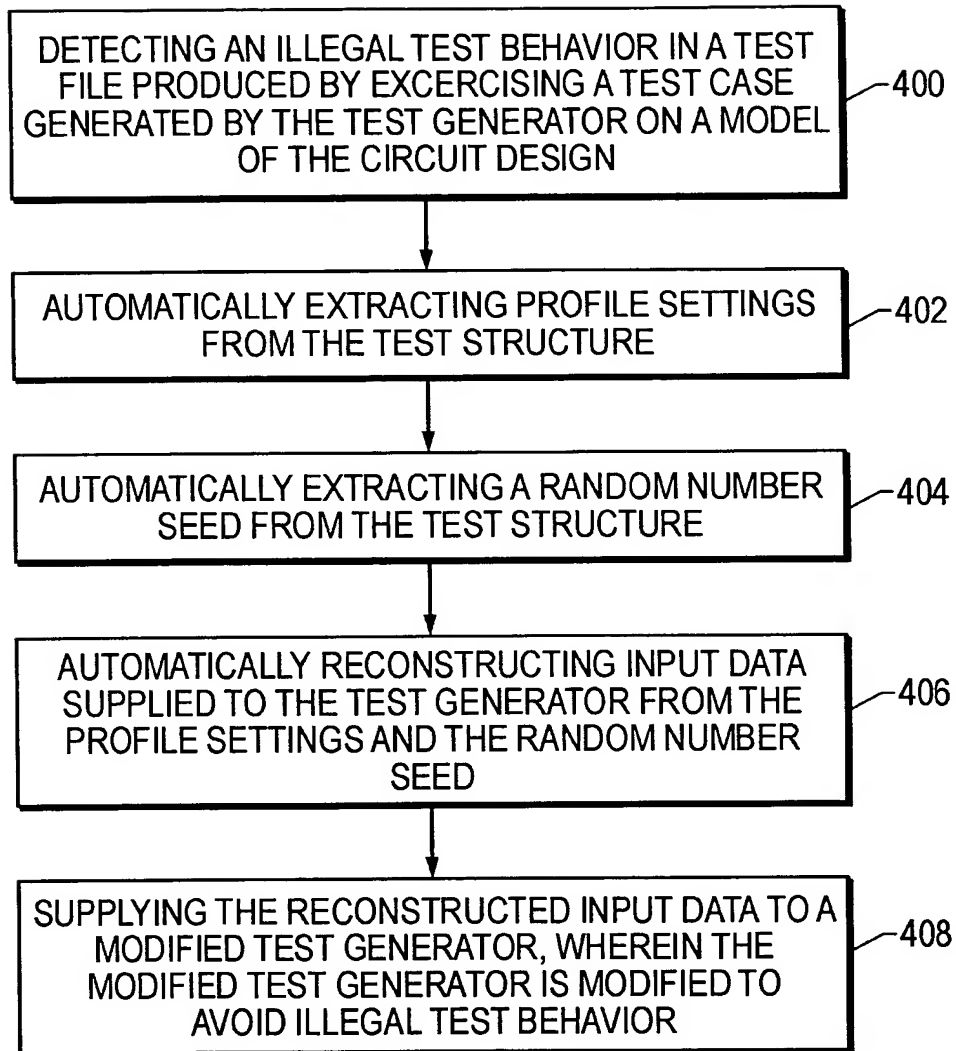 DETECTING AN ILLEGAL TEST BEHAVIOR IN A TEST
FILE PRODUCED BY EXCERCISING A TEST CASE
GENERATED BY THE TEST GENERATOR ON A MODEL
OF THE CIRCUIT DESIGN
400
AUTOMATICALLY EXTRACTING PROFILE SETTINGS
FROM THE TEST STRUCTURE
402
AUTOMATICALLY EXTRACTING A RANDOM NUMBER
SEED FROM THE TEST STRUCTURE
404
AUTOMATICALLY RECONSTRUCTING INPUT DATA
SUPPLIED TO THE TEST GENERATOR FROM THE
PROFILE SETTINGS AND THE RANDOM NUMBER
SEED
406
SUPPLYING THE RECONSTRUCTED INPUT DATA TO A
MODIFIED TEST GENERATOR, WHEREIN THE
MODIFIED TEST GENERATOR IS MODIFIED TO
AVOID ILLEGAL TEST BEHAVIOR
408